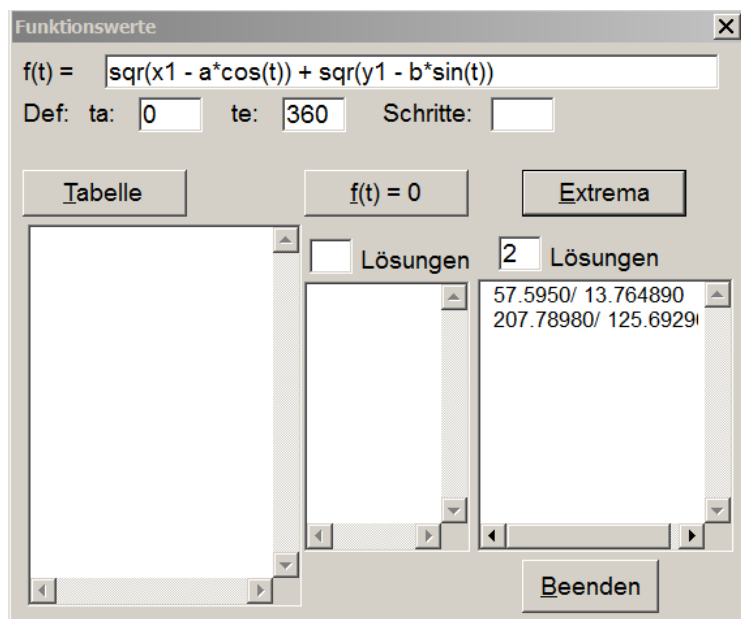 Funktionswerte
f(t) = sqr(x1 - a*cos(t)) + sqr(y1 - b*sin(t))
Def: ta: 0 te: 360 Schritte:
Tabelle f(t) = 0 Extrema
Lösungen 2 Lösungen
57.5950/ 13.764890
207.78980/ 125.6929
Beenden